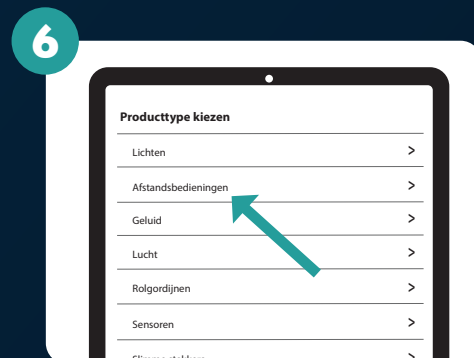 6
Producttype kiezen
Lichten >
Afstandsbedieningen >
Geluid >
Lucht >
Rolgordijnen >
Sensoren >